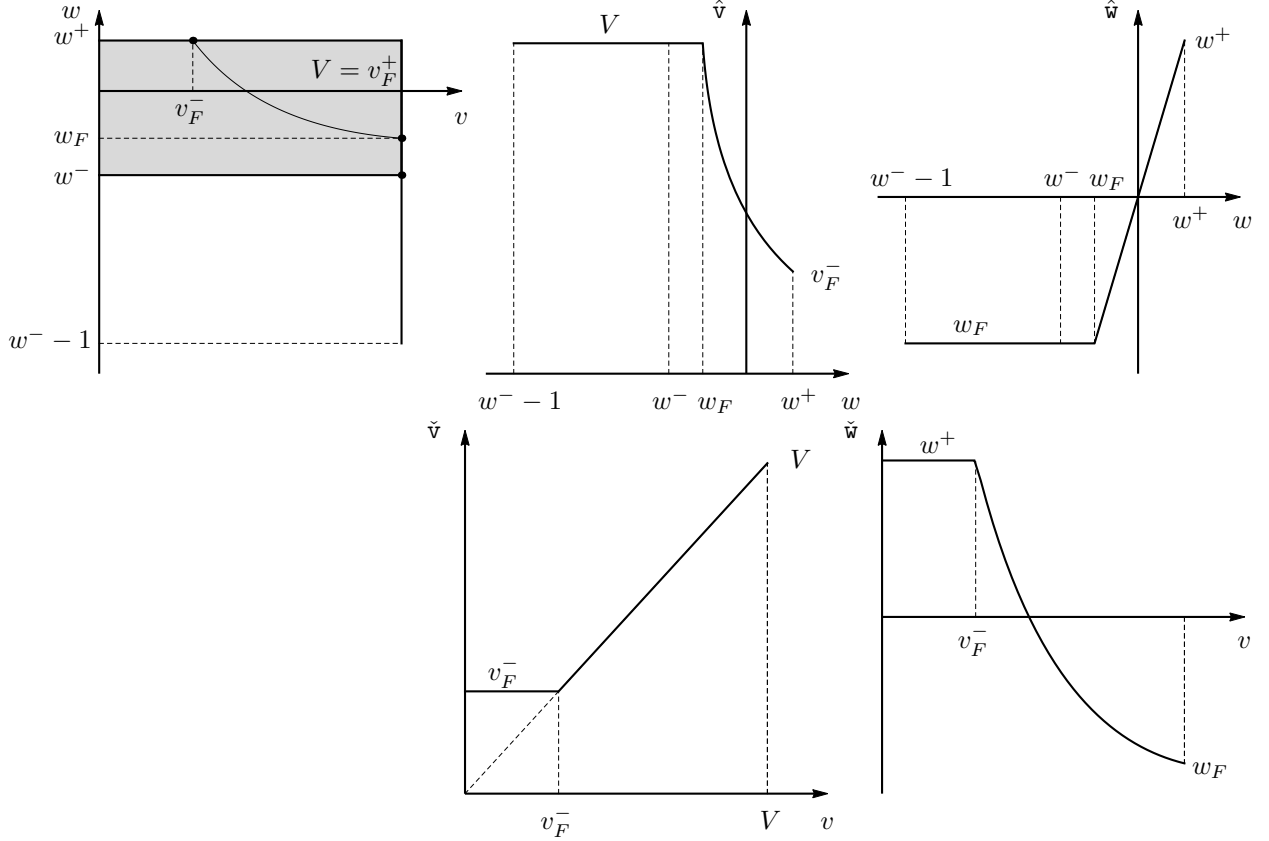 w
w⁺
V = v_F⁺
v_F⁻
v
w_F
w⁻
w⁻ − 1
v̂
V
v_F⁻
w⁻ − 1
w⁻
w_F
w⁺
w
ŵ
w⁺
w⁻ − 1
w⁻
w_F
w⁺
w
w_F
v̌
V
v_F⁻
v_F⁻
V
v
w̌
w⁺
v_F⁻
v
w_F